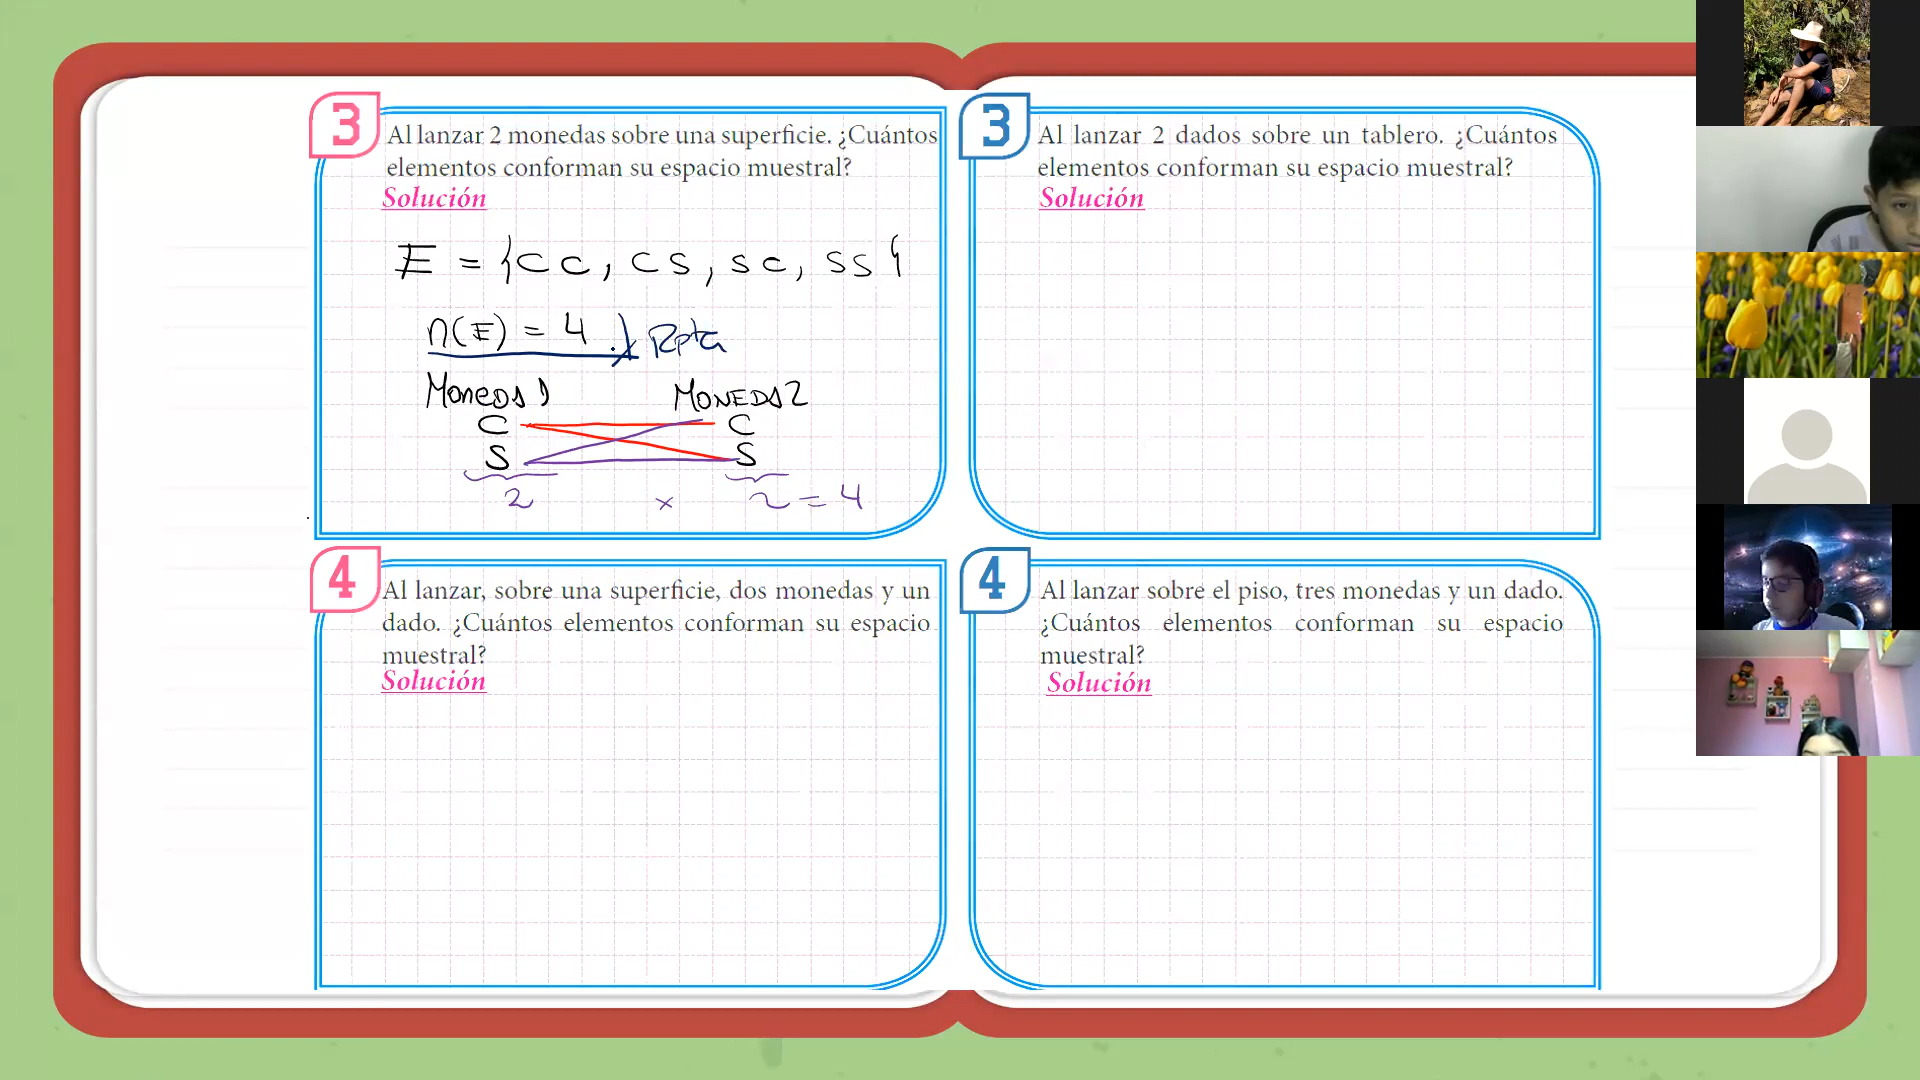 3
Al lanzar 2 monedas sobre una superficie. ¿Cuántos
elementos conforman su espacio muestral?
Solución
E = {CC, CS, SC, SS}
n(E) = 4 Rpta
Moneda 1 MONEDA 2
C C
S S
2 x 2 = 4
3
Al lanzar 2 dados sobre un tablero. ¿Cuántos
elementos conforman su espacio muestral?
Solución
4
Al lanzar, sobre una superficie, dos monedas y un
dado. ¿Cuántos elementos conforman su espacio
muestral?
Solución
4
Al lanzar sobre el piso, tres monedas y un dado.
¿Cuántos elementos conforman su espacio
muestral?
Solución